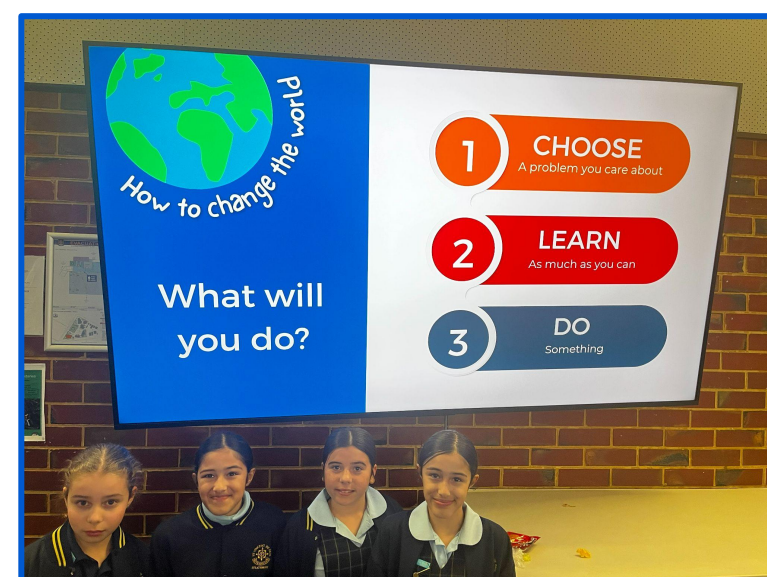 How to change the world
What will
you do?
1
CHOOSE
A problem you care about
2
LEARN
As much as you can
3
DO
Something